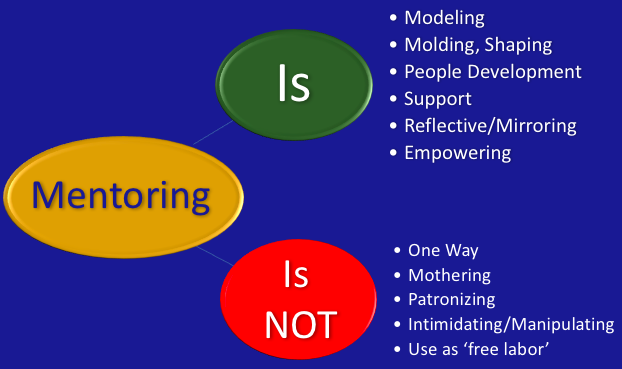 Mentoring
Is
• Modeling
• Molding, Shaping
• People Development
• Support
• Reflective/Mirroring
• Empowering
Is
NOT
• One Way
• Mothering
• Patronizing
• Intimidating/Manipulating
• Use as ‘free labor’